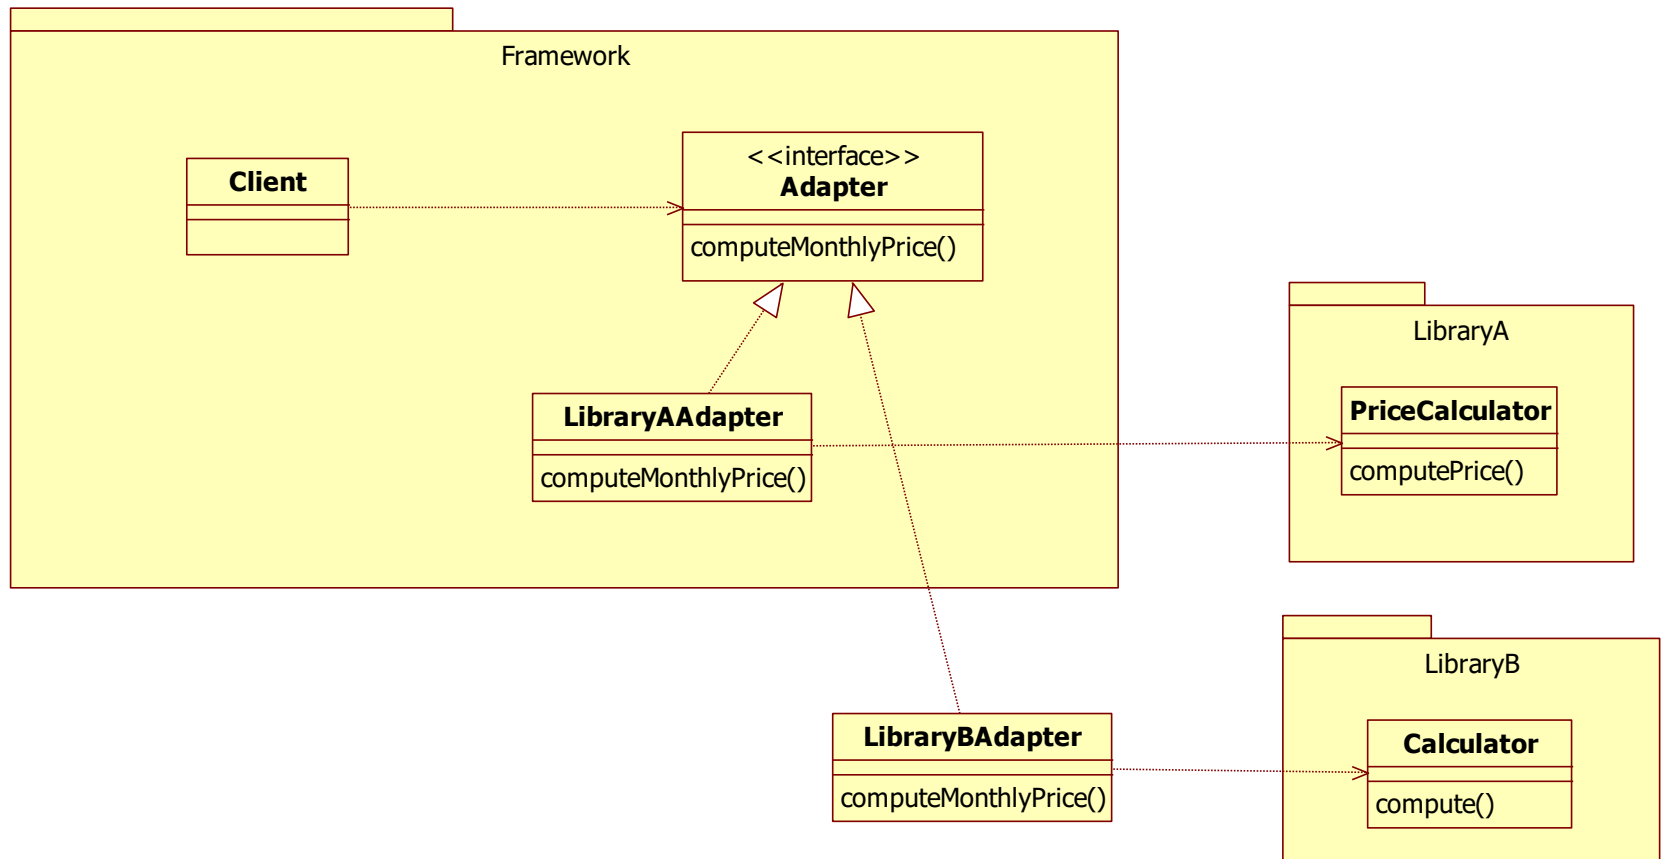 Framework
Client
<<interface>>
Adapter
computeMonthlyPrice()
LibraryAAdapter
computeMonthlyPrice()
LibraryA
PriceCalculator
computePrice()
LibraryBAdapter
computeMonthlyPrice()
LibraryB
Calculator
compute()